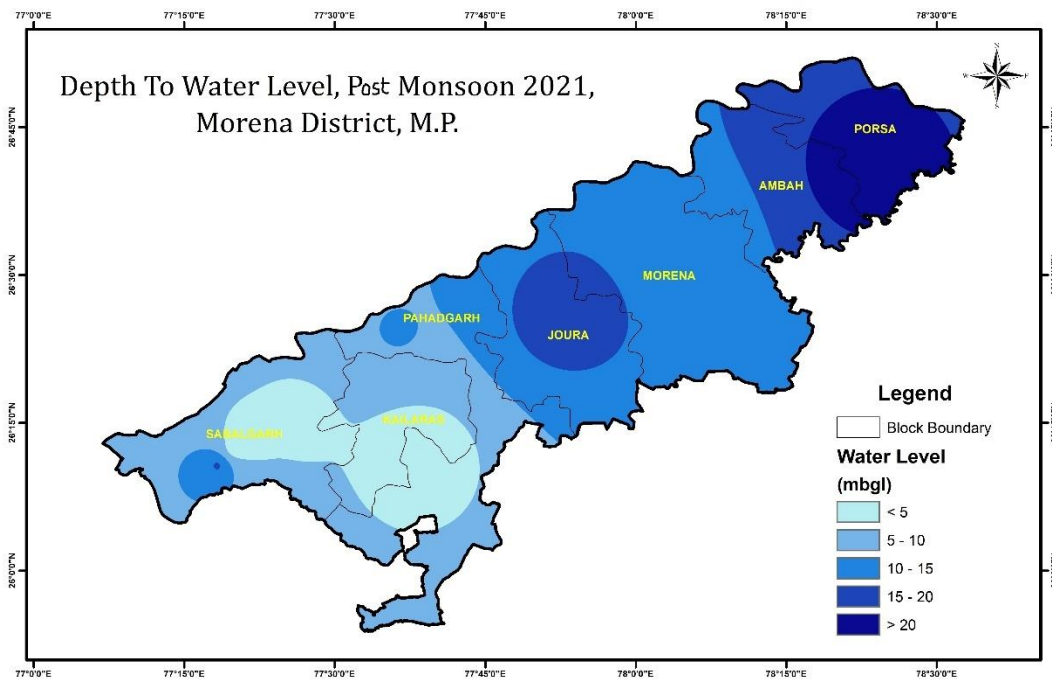 77°0'0"E 77°15'0"E 77°30'0"E 77°45'0"E 78°0'0"E 78°15'0"E 78°30'0"E
Depth To Water Level, Post Monsoon 2021,
Morena District, M.P.
N
W E
S
26°45'0"N
PORSA
AMBAH
26°30'0"N
MORENA
PAHADGARH
JOURA
26°15'0"N
KAILARAS
SABALGARH
26°0'0"N
Legend
Block Boundary
Water Level
(mbgl)
< 5
5 - 10
10 - 15
15 - 20
> 20
77°0'0"E 77°15'0"E 77°30'0"E 77°45'0"E 78°0'0"E 78°15'0"E 78°30'0"E